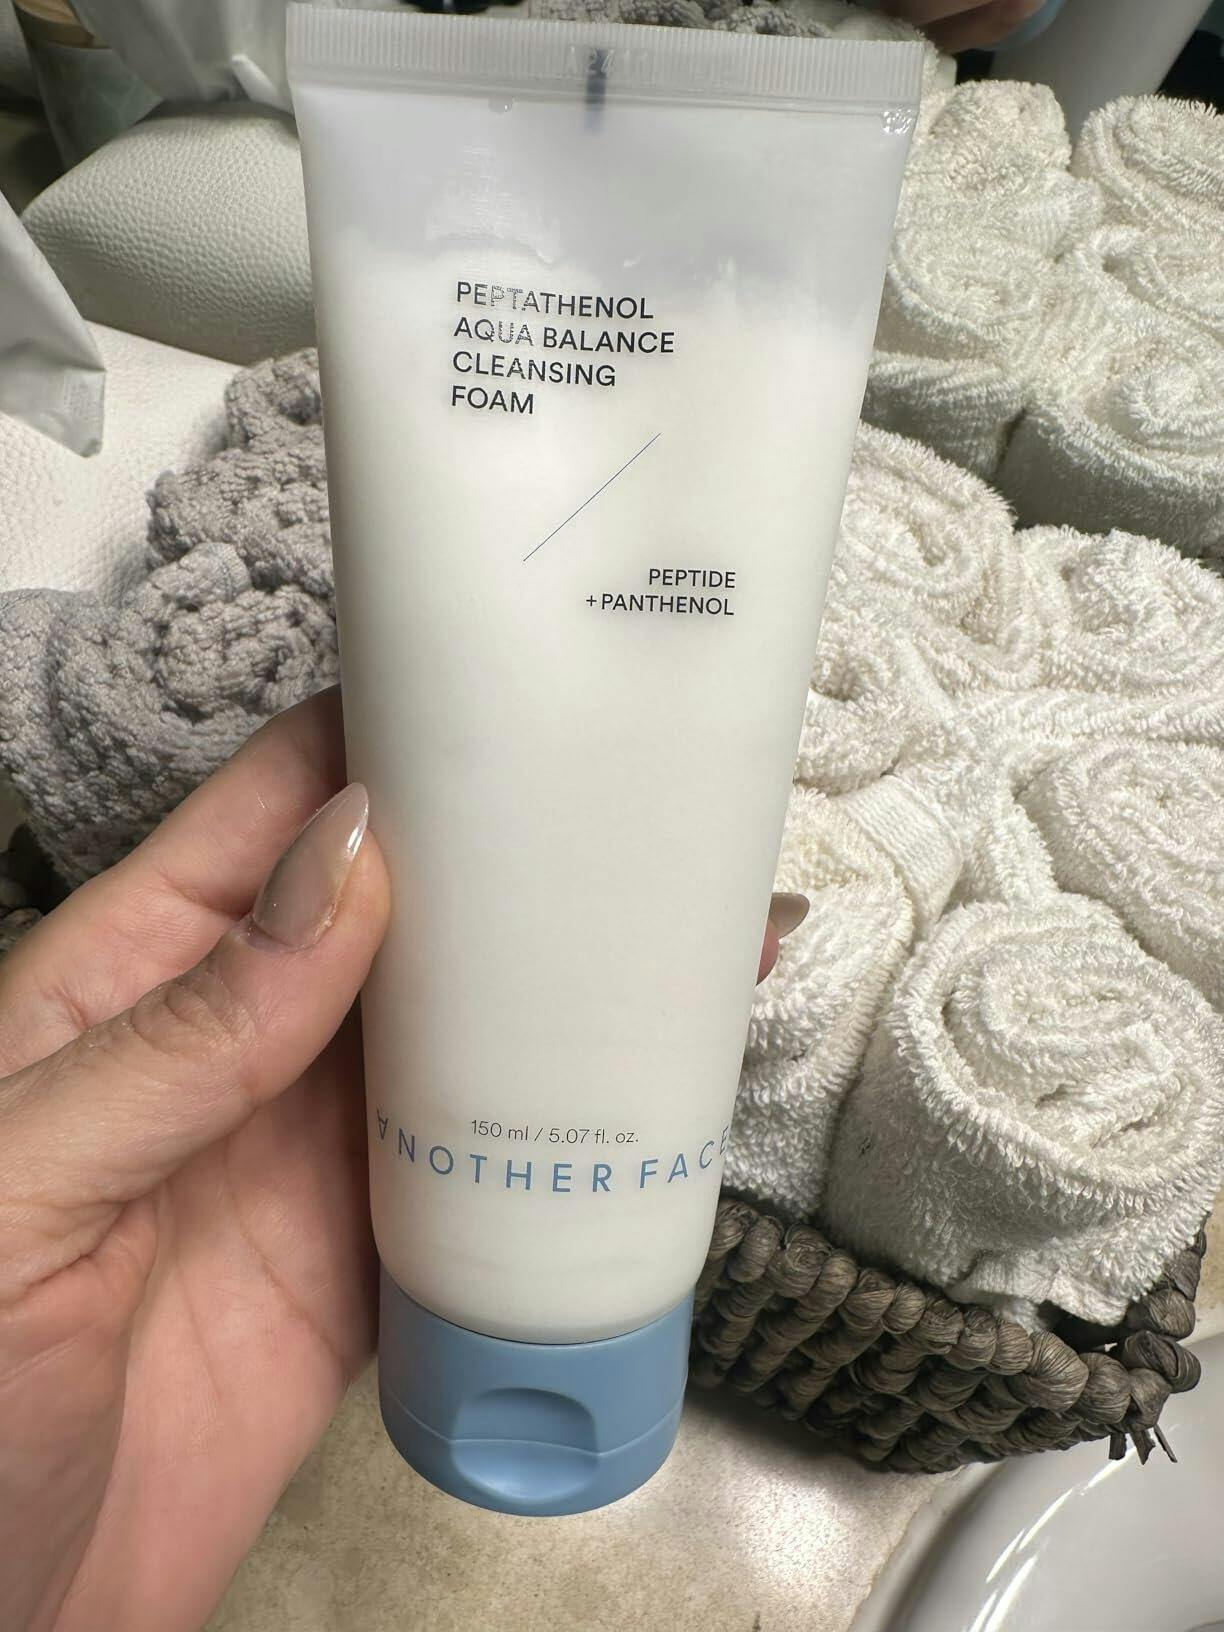 PEPTATHENOL
AQUA BALANCE
CLEANSING
FOAM
PEPTIDE
+PANTHENOL
150 ml / 5.07 fl. oz.
ANOTHER FACE